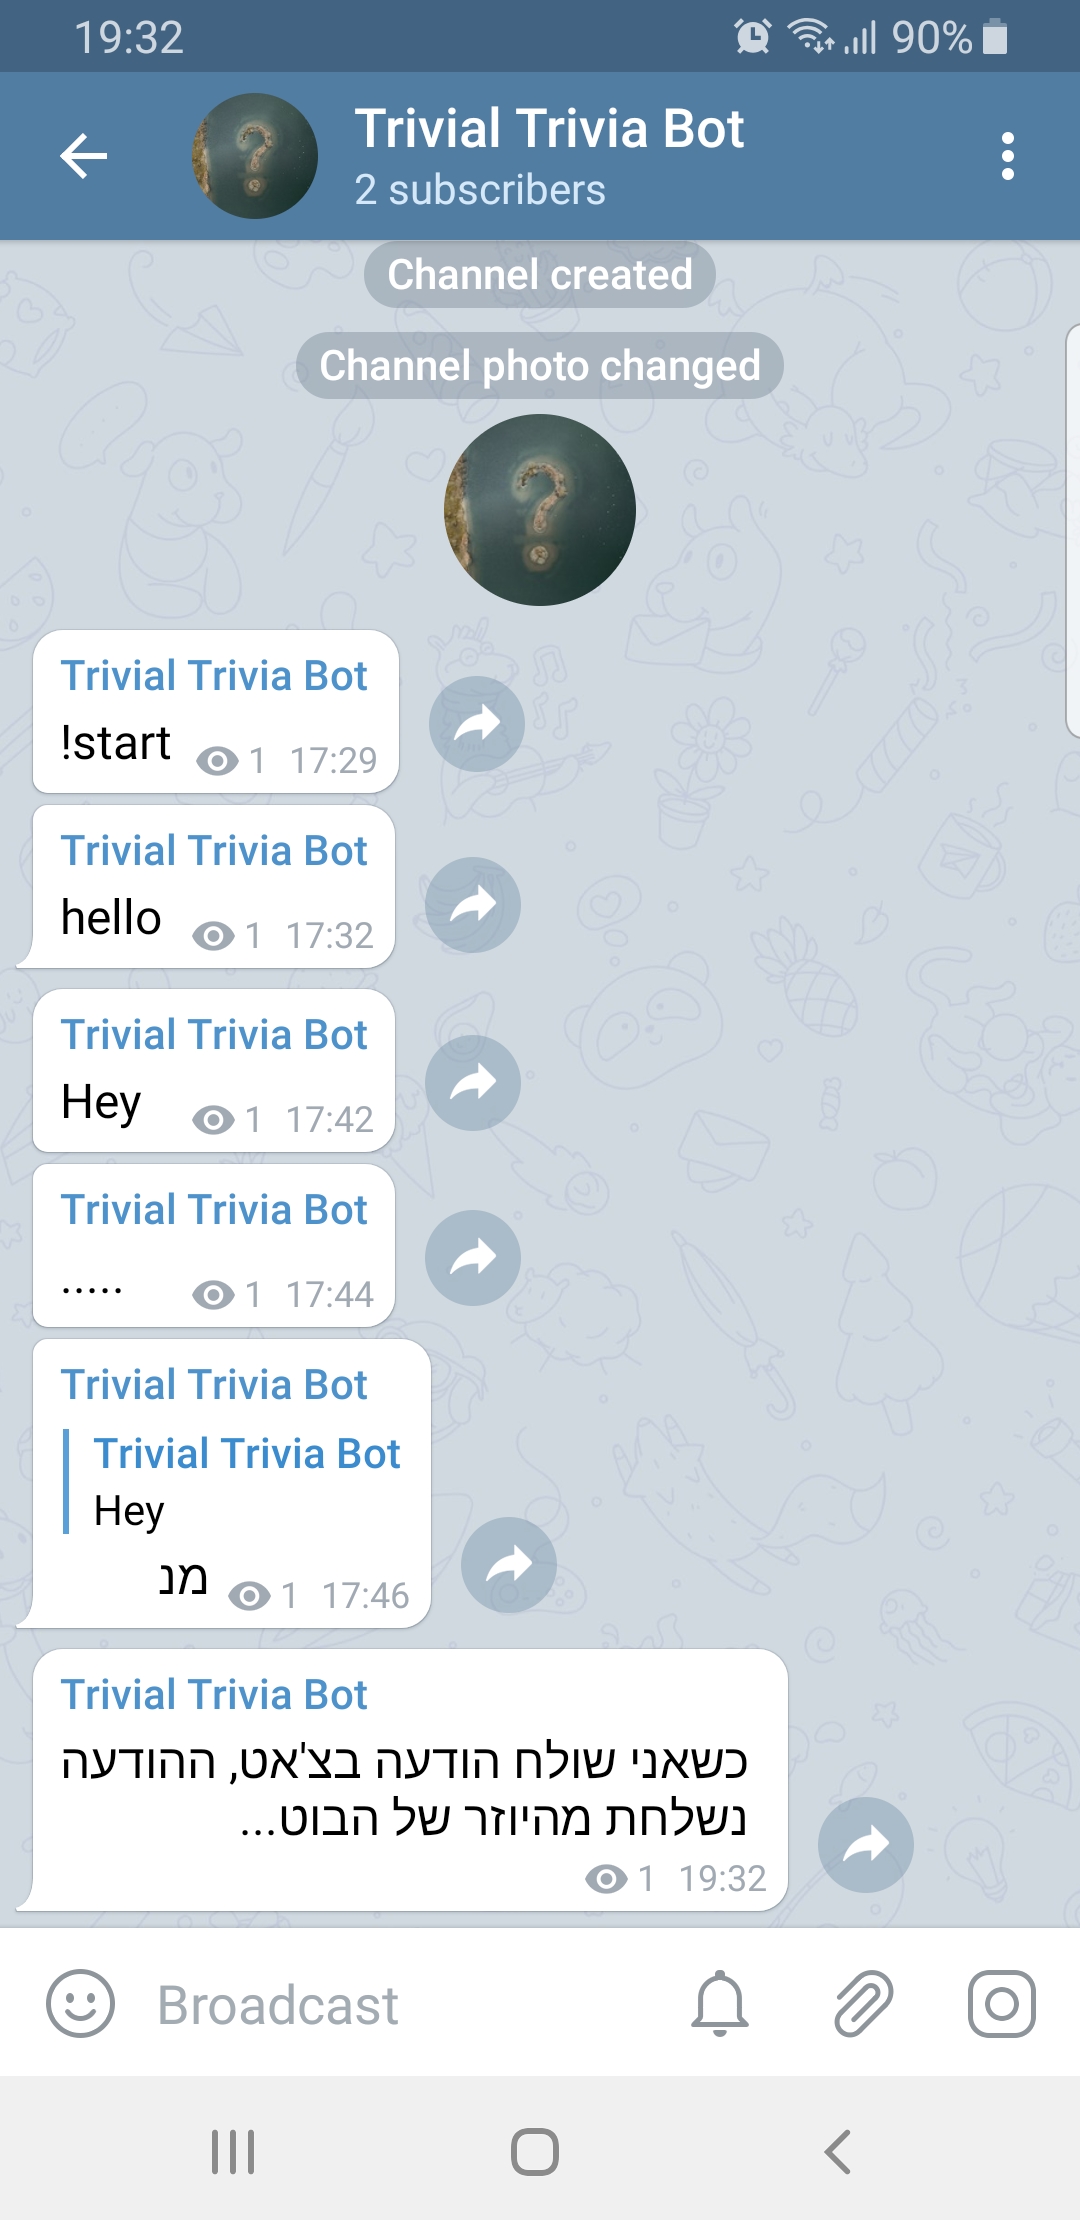 19:32
90%
Trivial Trivia Bot
2 subscribers
Channel created
Channel photo changed
Trivial Trivia Bot
!start 1 17:29
Trivial Trivia Bot
hello 1 17:32
Trivial Trivia Bot
Hey 1 17:42
Trivial Trivia Bot
..... 1 17:44
Trivial Trivia Bot
Trivial Trivia Bot
Hey
מנ 1 17:46
Trivial Trivia Bot
כשאני שולח הודעה בצ'אט, ההודעה
נשלחת מהיוזר של הבוט...
1 19:32
Broadcast